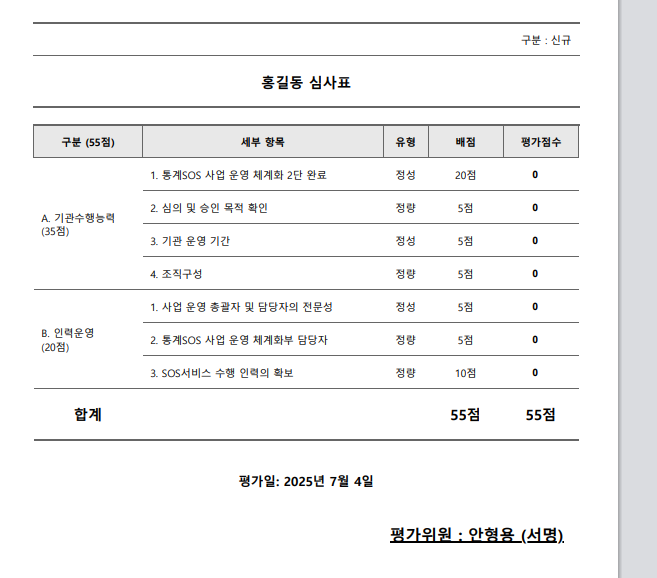 구분 : 신규
홍길동 심사표
구분 (55점) 세부 항목 유형 배점 평가점수
A. 기관수행능력
(35점)
1. 통계SOS 사업 운영 체계화 2단 완료 정성 20점 0
2. 심의 및 승인 목적 확인 정량 5점 0
3. 기관 운영 기간 정성 5점 0
4. 조직구성 정량 5점 0
B. 인력운영
(20점)
1. 사업 운영 총괄자 및 담당자의 전문성 정성 5점 0
2. 통계SOS 사업 운영 체계화부 담당자 정량 5점 0
3. SOS서비스 수행 인력의 확보 정량 10점 0
합계 55점 55점
평가일: 2025년 7월 4일
평가위원 : 안형용 (서명)